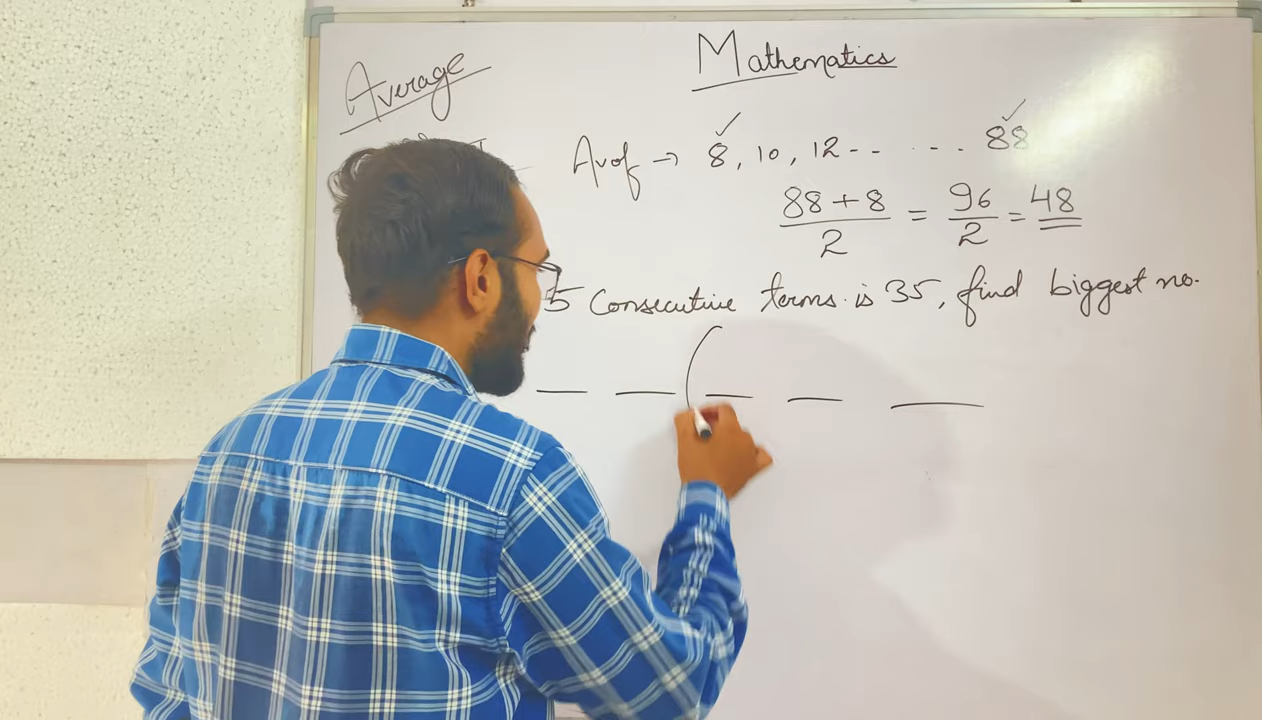 Mathematics
Average
Av of → 8, 10, 12 - - - - - . 88
88 + 8 / 2 = 96 / 2 = 48
5 Consecutive terms is 35, find biggest no.